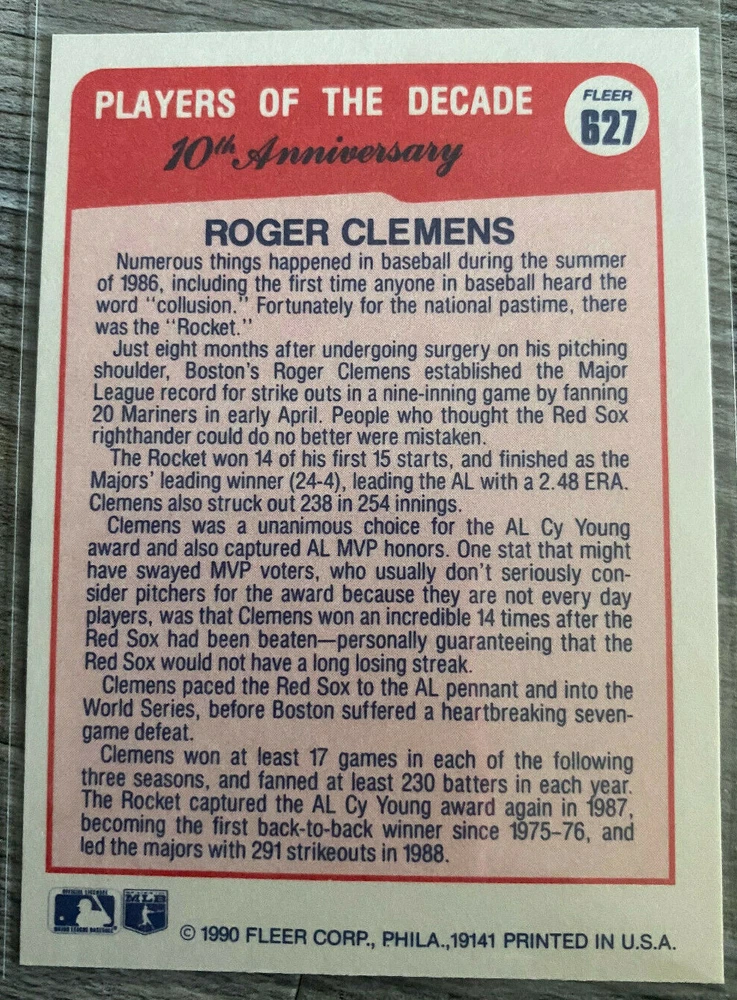 PLAYERS OF THE DECADE
10th Anniversary
FLEER
627
ROGER CLEMENS
Numerous things happened in baseball during the summer
of 1986, including the first time anyone in baseball heard the
word "collusion." Fortunately for the national pastime, there
was the "Rocket."
Just eight months after undergoing surgery on his pitching
shoulder, Boston's Roger Clemens established the Major
League record for strike outs in a nine-inning game by fanning
20 Mariners in early April. People who thought the Red Sox
righthander could do no better were mistaken.
The Rocket won 14 of his first 15 starts, and finished as the
Majors' leading winner (24-4), leading the AL with a 2.48 ERA.
Clemens also struck out 238 in 254 innings.
Clemens was a unanimous choice for the AL Cy Young
award and also captured AL MVP honors. One stat that might
have swayed MVP voters, who usually don't seriously con-
sider pitchers for the award because they are not every day
players, was that Clemens won an incredible 14 times after the
Red Sox had been beaten—personally guaranteeing that the
Red Sox would not have a long losing streak.
Clemens paced the Red Sox to the AL pennant and into the
World Series, before Boston suffered a heartbreaking seven-
game defeat.
Clemens won at least 17 games in each of the following
three seasons, and fanned at least 230 batters in each year.
The Rocket captured the AL Cy Young award again in 1987,
becoming the first back-to-back winner since 1975-76, and
led the majors with 291 strikeouts in 1988.
OFFICIAL LICENSEE
MAJOR LEAGUE BASEBALL
MLB
© 1990 FLEER CORP., PHILA.,19141 PRINTED IN U.S.A.